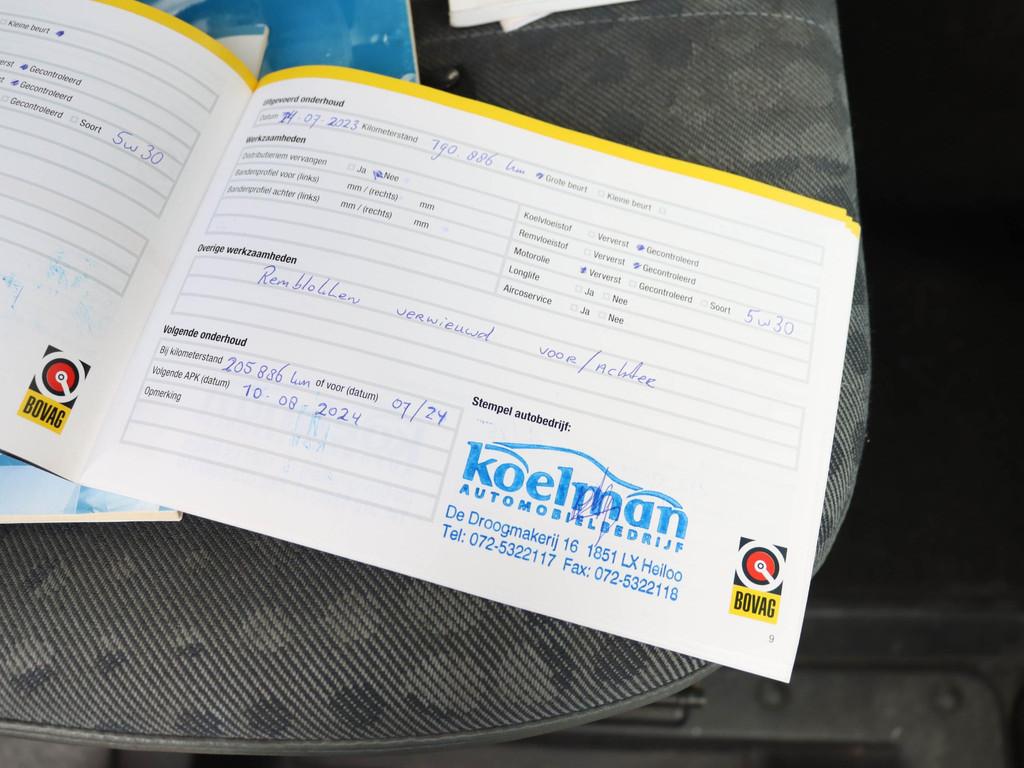 Kleine beurt
Gecontroleerd
Gecontroleerd
Gecontroleerd Soort 5w30
BOVAG
Uitgevoerd onderhoud
Datum 24-07-2023 Kilometerstand 190.886 km Grote beurt Kleine beurt
Werkzaamheden
Distributieriem vervangen Ja Nee
Bandenprofiel voor (links) mm / (rechts) mm
Bandenprofiel achter (links) mm / (rechts) mm
Koelvloeistof Ververst Gecontroleerd
Remvloeistof Ververst Gecontroleerd
Motorolie Ververst Gecontroleerd Soort 5w30
Longlife Ja Nee
Aircoservice Ja Nee
Overige werkzaamheden
Remblokken vernieuwd voor/Achter
Volgende onderhoud
Bij kilometerstand 205886 km of voor (datum) 07/24
Volgende APK (datum) 10-08-2024
Opmerking
Stempel autobedrijf:
koelman
AUTOMOBIELBEDRIJF
De Droogmakerij 16 1851 LX Heiloo
Tel: 072-5322117 Fax: 072-5322118
BOVAG
9